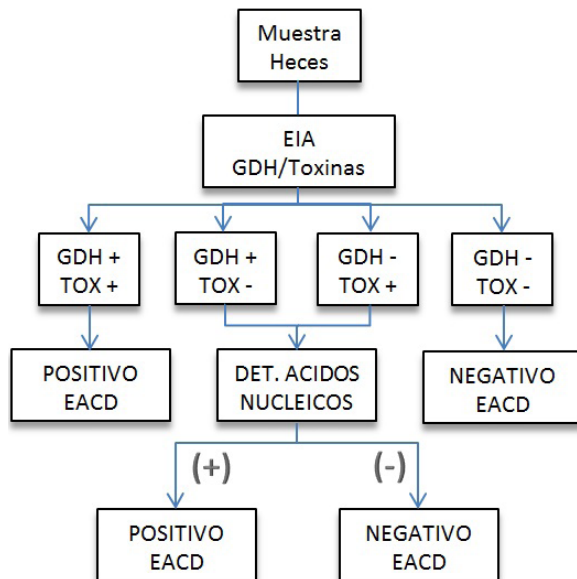 Muestra
Heces
EIA
GDH/Toxinas
GDH +
TOX +
GDH +
TOX -
GDH -
TOX +
GDH -
TOX -
POSITIVO
EACD
DET. ACIDOS
NUCLEICOS
NEGATIVO
EACD
(+)
(-)
POSITIVO
EACD
NEGATIVO
EACD